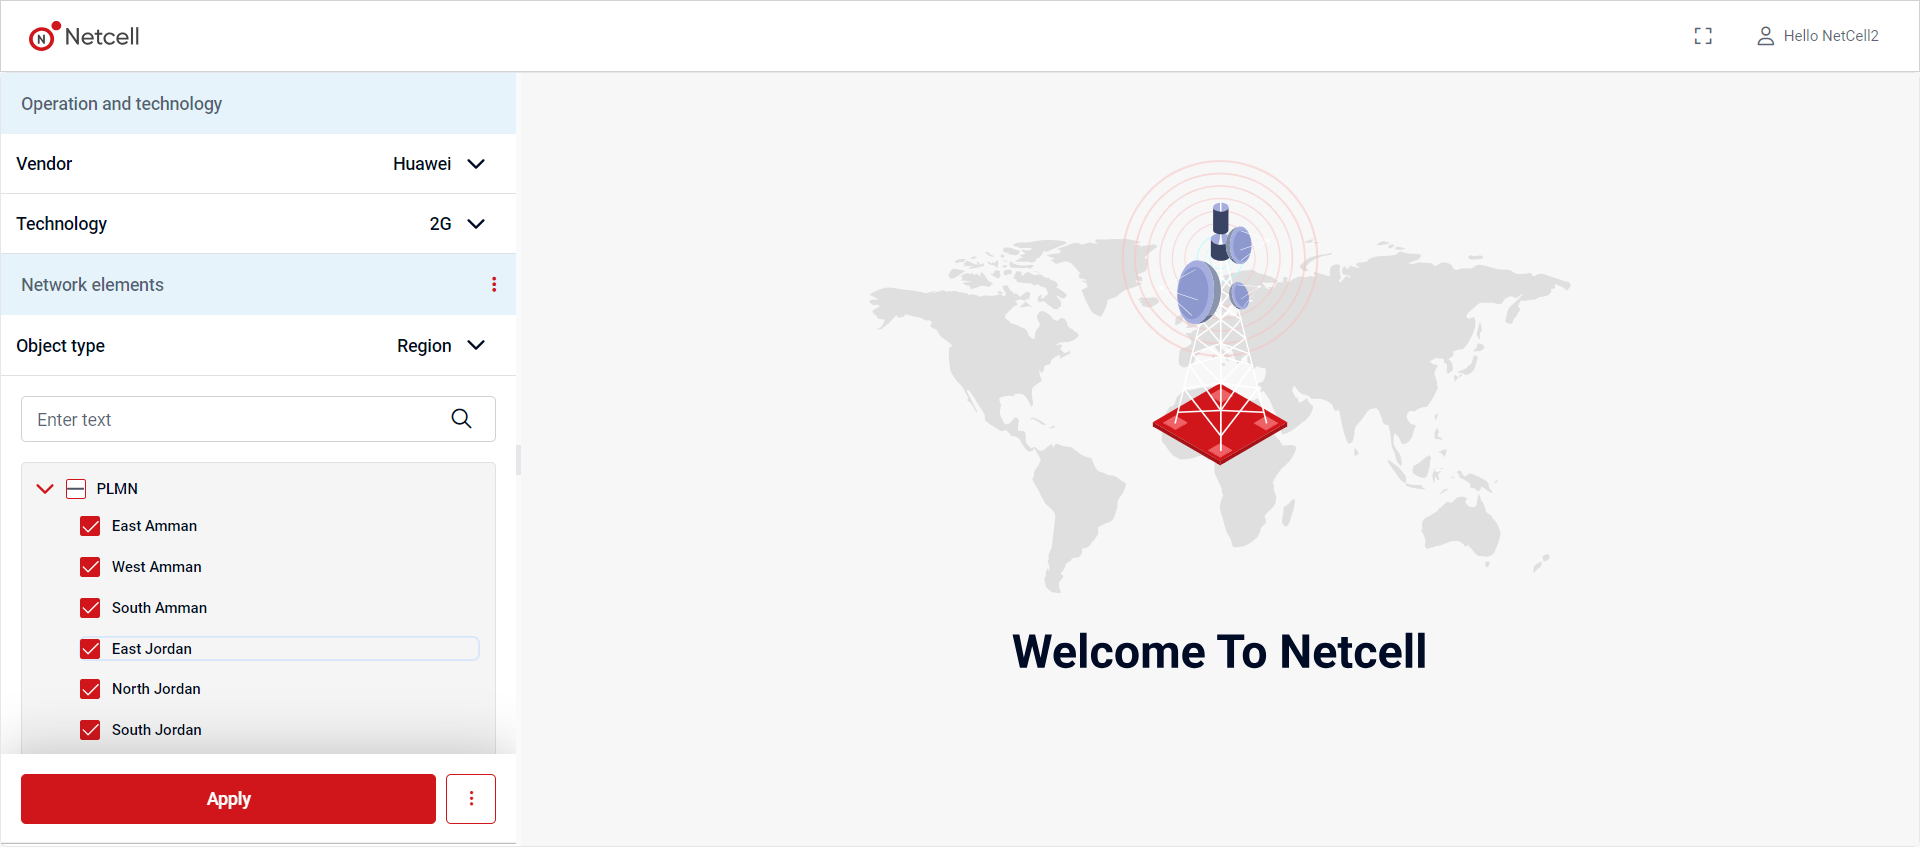 N Netcell
Hello NetCell2
Operation and technology
Vendor Huawei
Technology 2G
Network elements
Object type Region
Enter text
PLMN
East Amman
West Amman
South Amman
East Jordan
North Jordan
South Jordan
Apply
Welcome To Netcell